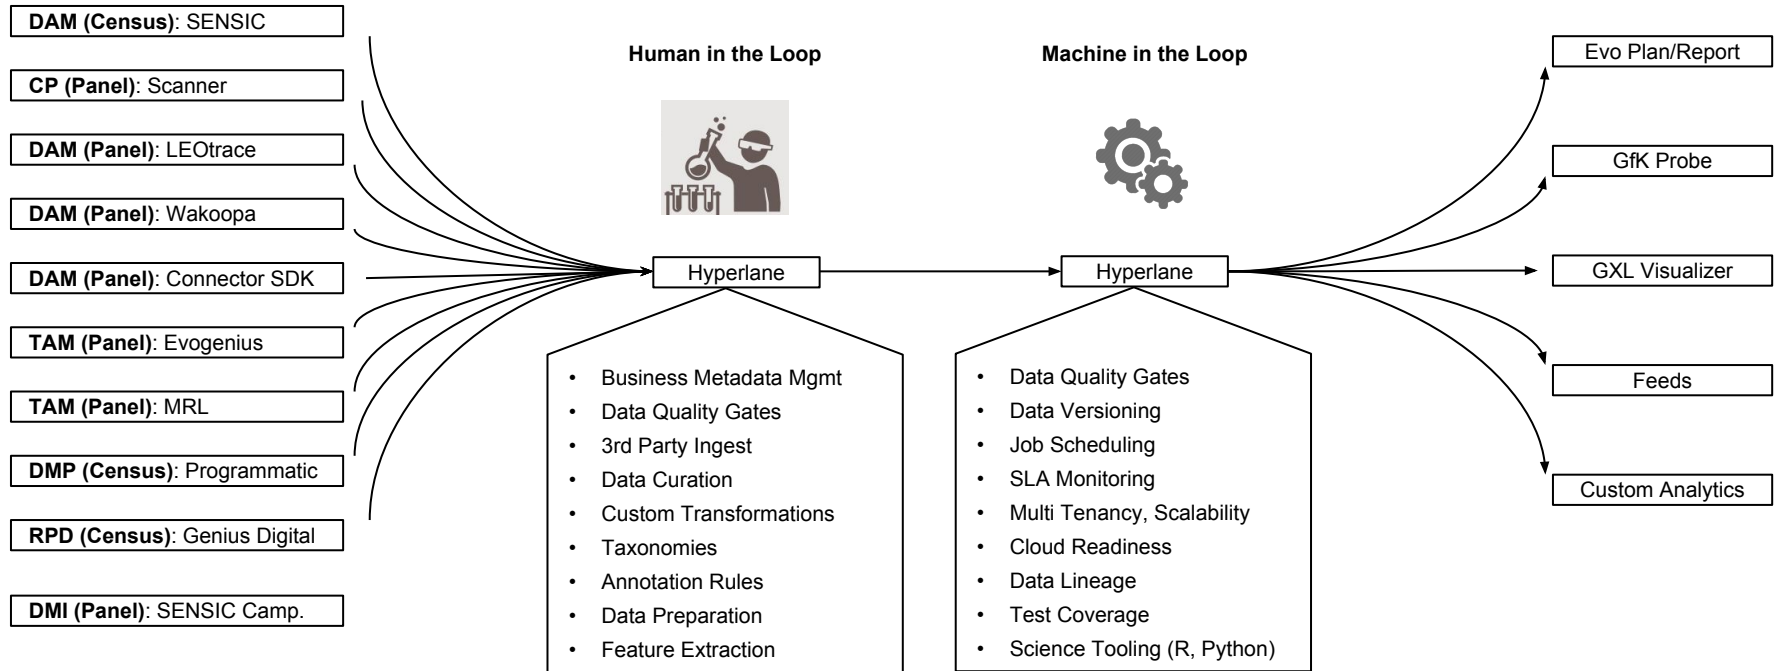 DAM (Census): SENSIC
CP (Panel): Scanner
DAM (Panel): LEOtrace
DAM (Panel): Wakoopa
DAM (Panel): Connector SDK
TAM (Panel): Evogenius
TAM (Panel): MRL
DMP (Census): Programmatic
RPD (Census): Genius Digital
DMI (Panel): SENSIC Camp.
Human in the Loop
Hyperlane
• Business Metadata Mgmt
• Data Quality Gates
• 3rd Party Ingest
• Data Curation
• Custom Transformations
• Taxonomies
• Annotation Rules
• Data Preparation
• Feature Extraction
Machine in the Loop
Hyperlane
• Data Quality Gates
• Data Versioning
• Job Scheduling
• SLA Monitoring
• Multi Tenancy, Scalability
• Cloud Readiness
• Data Lineage
• Test Coverage
• Science Tooling (R, Python)
Evo Plan/Report
GfK Probe
GXL Visualizer
Feeds
Custom Analytics